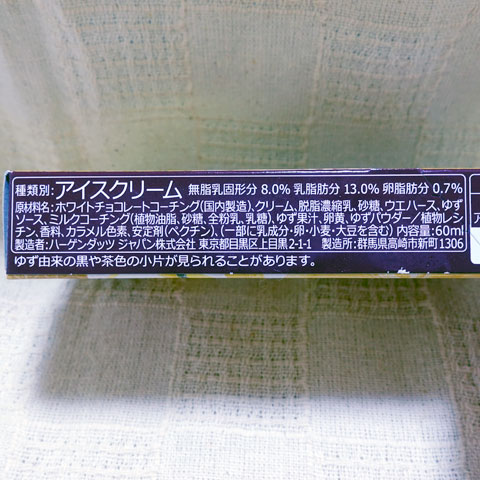 種類別:アイスクリーム 無脂乳固形分 8.0% 乳脂肪分 13.0% 卵脂肪分 0.7%
原材料名:ホワイトチョコレートコーチング(国内製造)、クリーム、脱脂濃縮乳、砂糖、ウエハース、ゆず
ソース、ミルクコーチング(植物油脂、砂糖、全粉乳、乳糖)、ゆず果汁、卵黄、ゆずパウダー/植物レシ
チン、香料、カラメル色素、安定剤(ペクチン)、(一部に乳成分・卵・小麦・大豆を含む) 内容量:60ml
製造者:ハーゲンダッツ ジャパン株式会社 東京都目黒区上目黒2-1-1 製造所:群馬県高崎市新町1306
ゆず由来の黒や茶色の小片が見られることがあります。